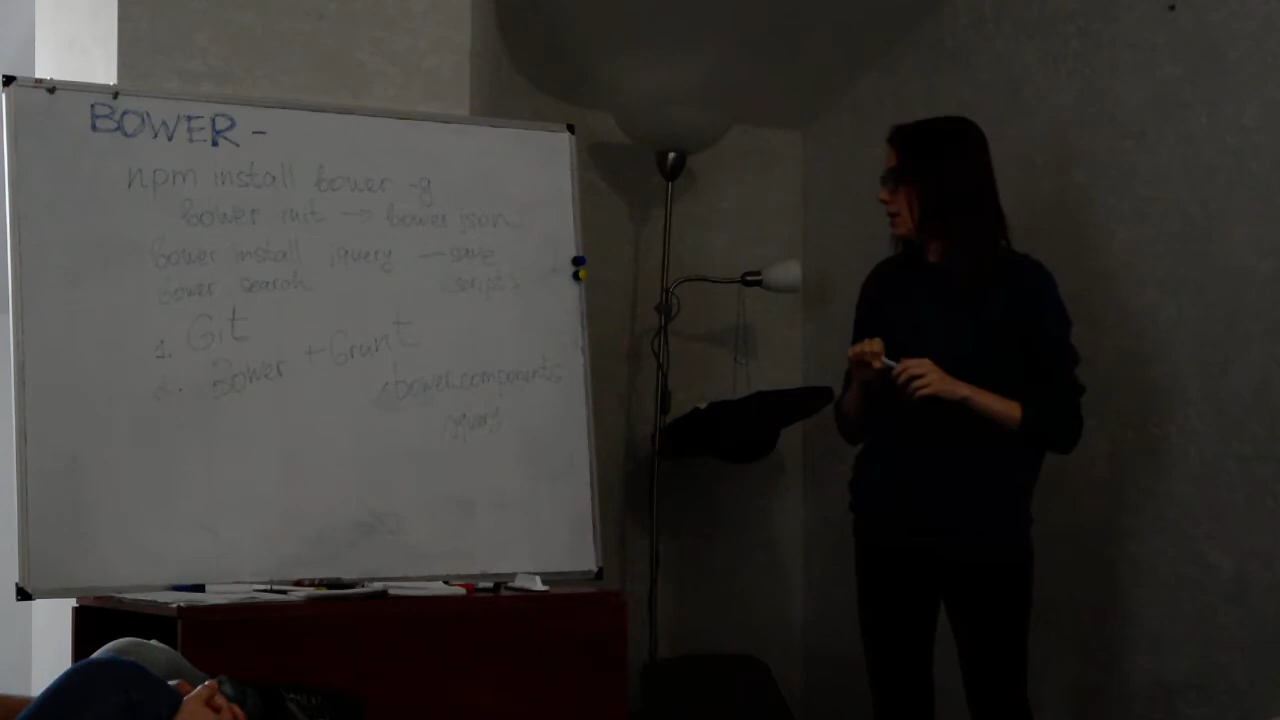 BOWER -
npm install bower -g
bower init → bower.json
bower install jquery --save
bower search scripts
1. Git
2. Bower + Grunt
bower_components
jquery